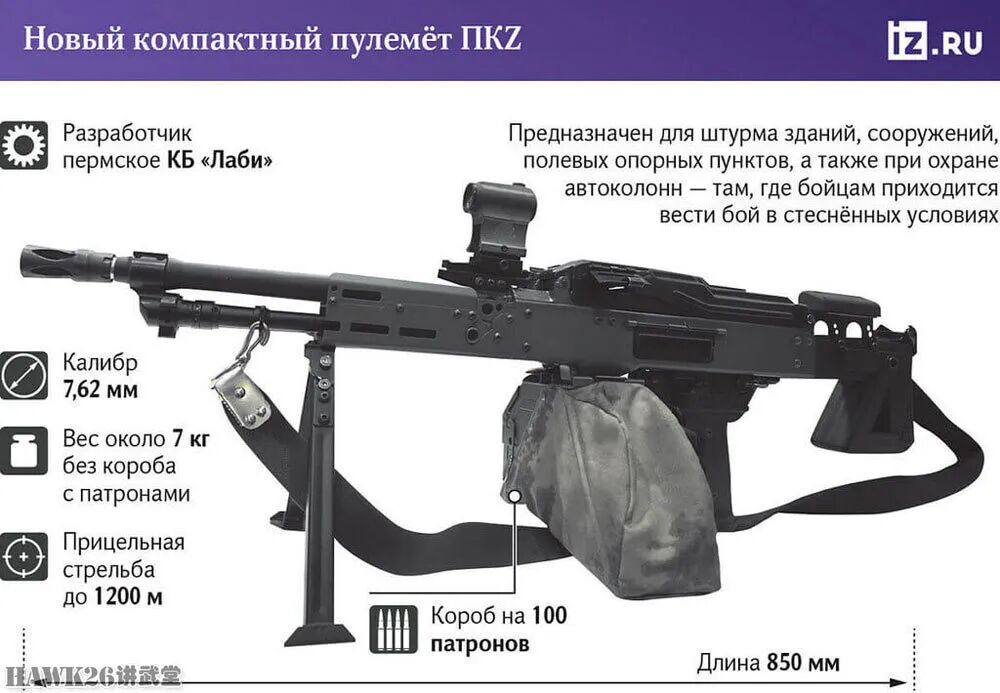 Новый компактный пулемёт ПКZ
iz.RU
Разработчик
пермское КБ «Лаби»
Предназначен для штурма зданий, сооружений,
полевых опорных пунктов, а также при охране
автоколонн — там, где бойцам приходится
вести бой в стеснённых условиях
Калибр
7,62 мм
Вес около 7 кг
без короба
с патронами
Прицельная
стрельба
до 1200 м
Короб на 100
патронов
Длина 850 мм
HAWK26讲武堂